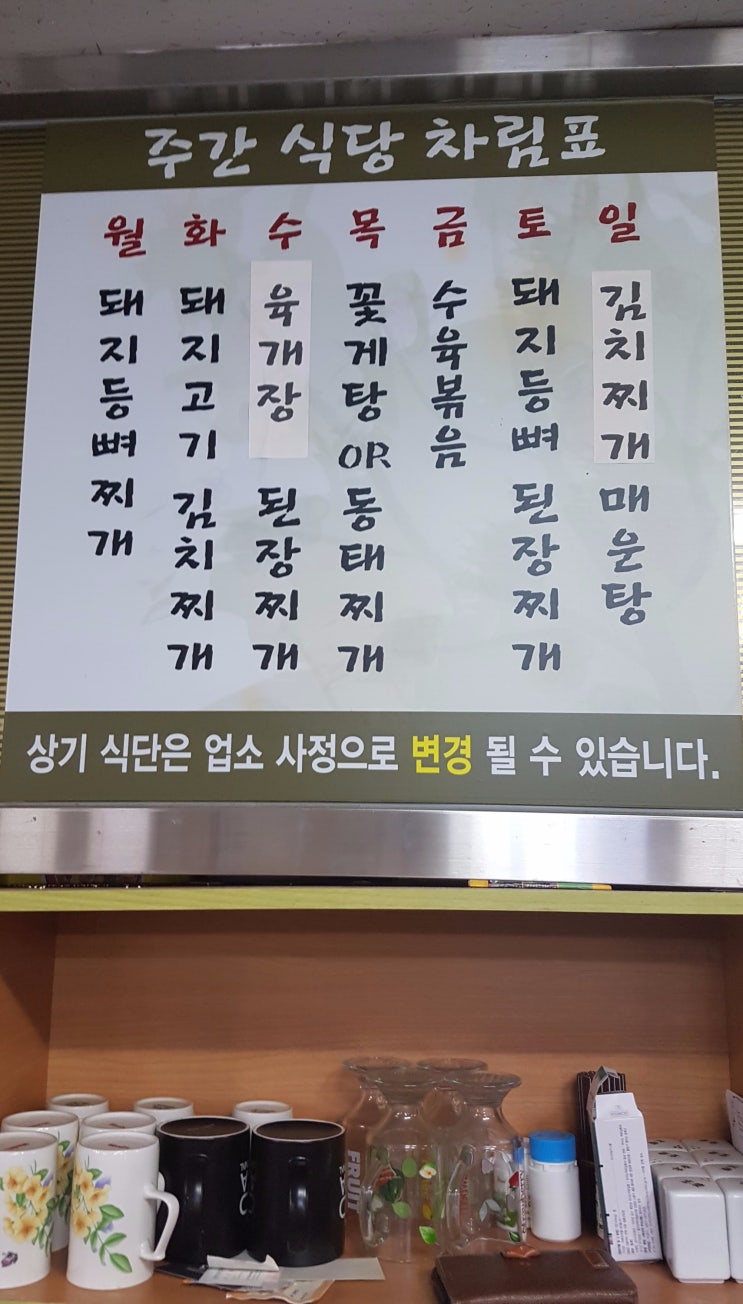 주간 식당 차림표
월 화 수 목 금 토 일
돼지등뼈찌개
돼지고기 김치찌개
육개장 된장찌개
꽃게탕 OR 동태찌개
수육볶음
돼지등뼈 된장찌개
김치찌개 매운탕
상기 식단은 업소 사정으로 변경 될 수 있습니다.
FRUIT